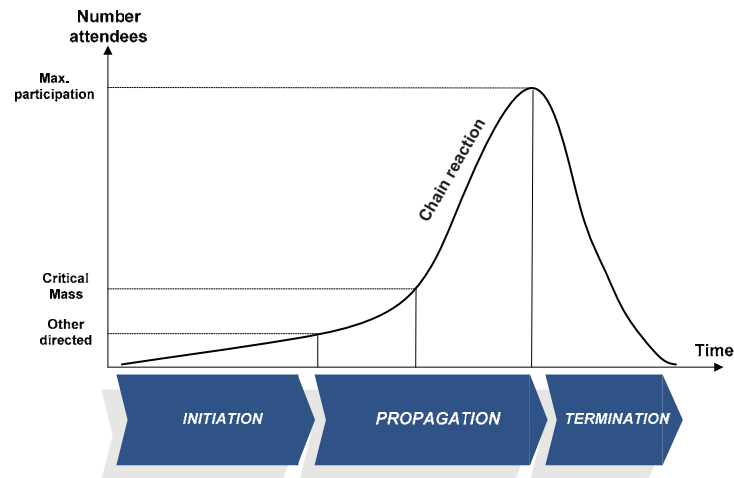 Number
attendees
Max.
participation
Chain reaction
Critical
Mass
Other
directed
Time
INITIATION
PROPAGATION
TERMINATION